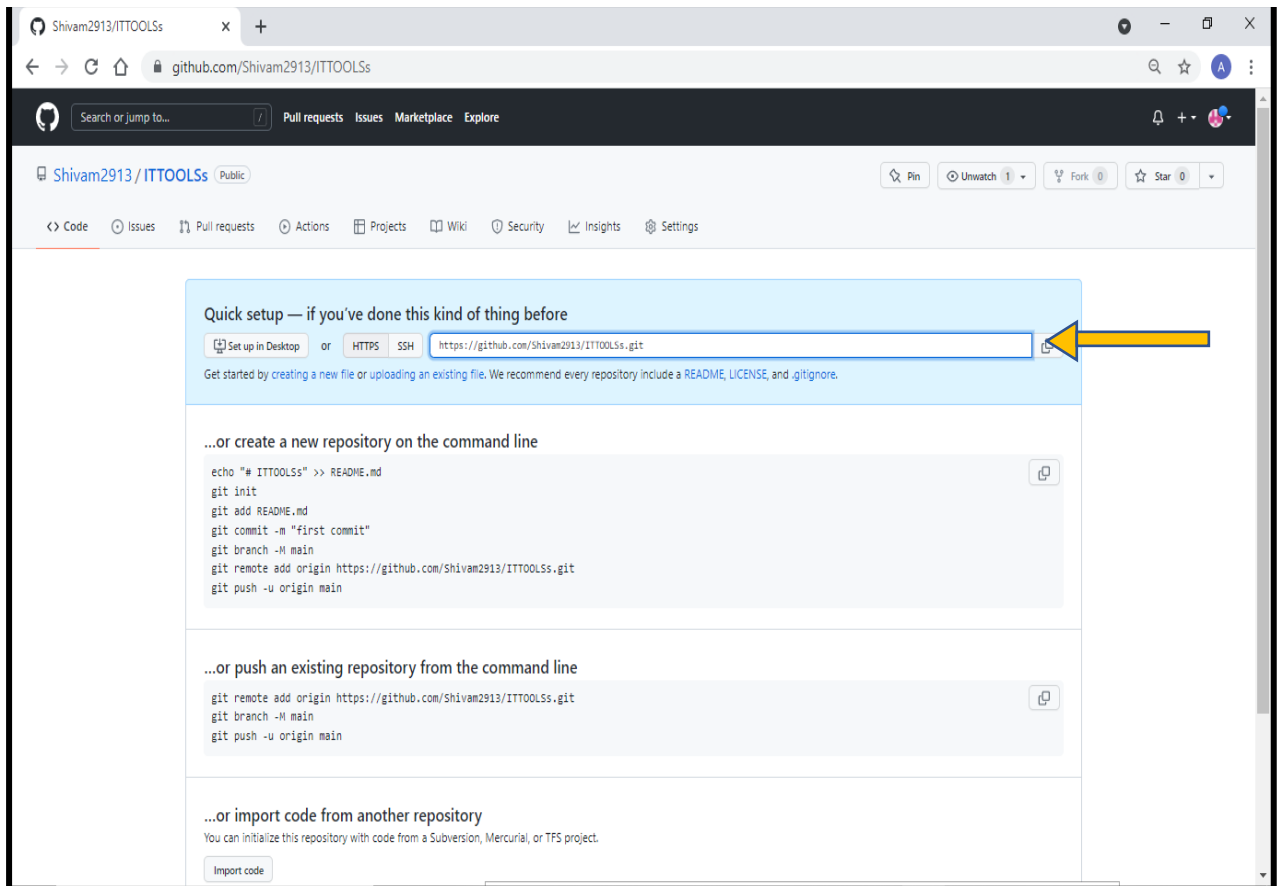 Shivam2913/ITTOOLSs
github.com/Shivam2913/ITTOOLSs
A
Search or jump to... / Pull requests Issues Marketplace Explore
Shivam2913 / ITTOOLSs Public
Pin Unwatch 1 Fork 0 Star 0
Code Issues Pull requests Actions Projects Wiki Security Insights Settings
Quick setup — if you've done this kind of thing before
Set up in Desktop or HTTPS SSH https://github.com/Shivam2913/ITTOOLSs.git
Get started by creating a new file or uploading an existing file. We recommend every repository include a README, LICENSE, and .gitignore.
...or create a new repository on the command line
echo "# ITTOOLSs" >> README.md
git init
git add README.md
git commit -m "first commit"
git branch -M main
git remote add origin https://github.com/Shivam2913/ITTOOLSs.git
git push -u origin main
...or push an existing repository from the command line
git remote add origin https://github.com/Shivam2913/ITTOOLSs.git
git branch -M main
git push -u origin main
...or import code from another repository
You can initialize this repository with code from a Subversion, Mercurial, or TFS project.
Import code